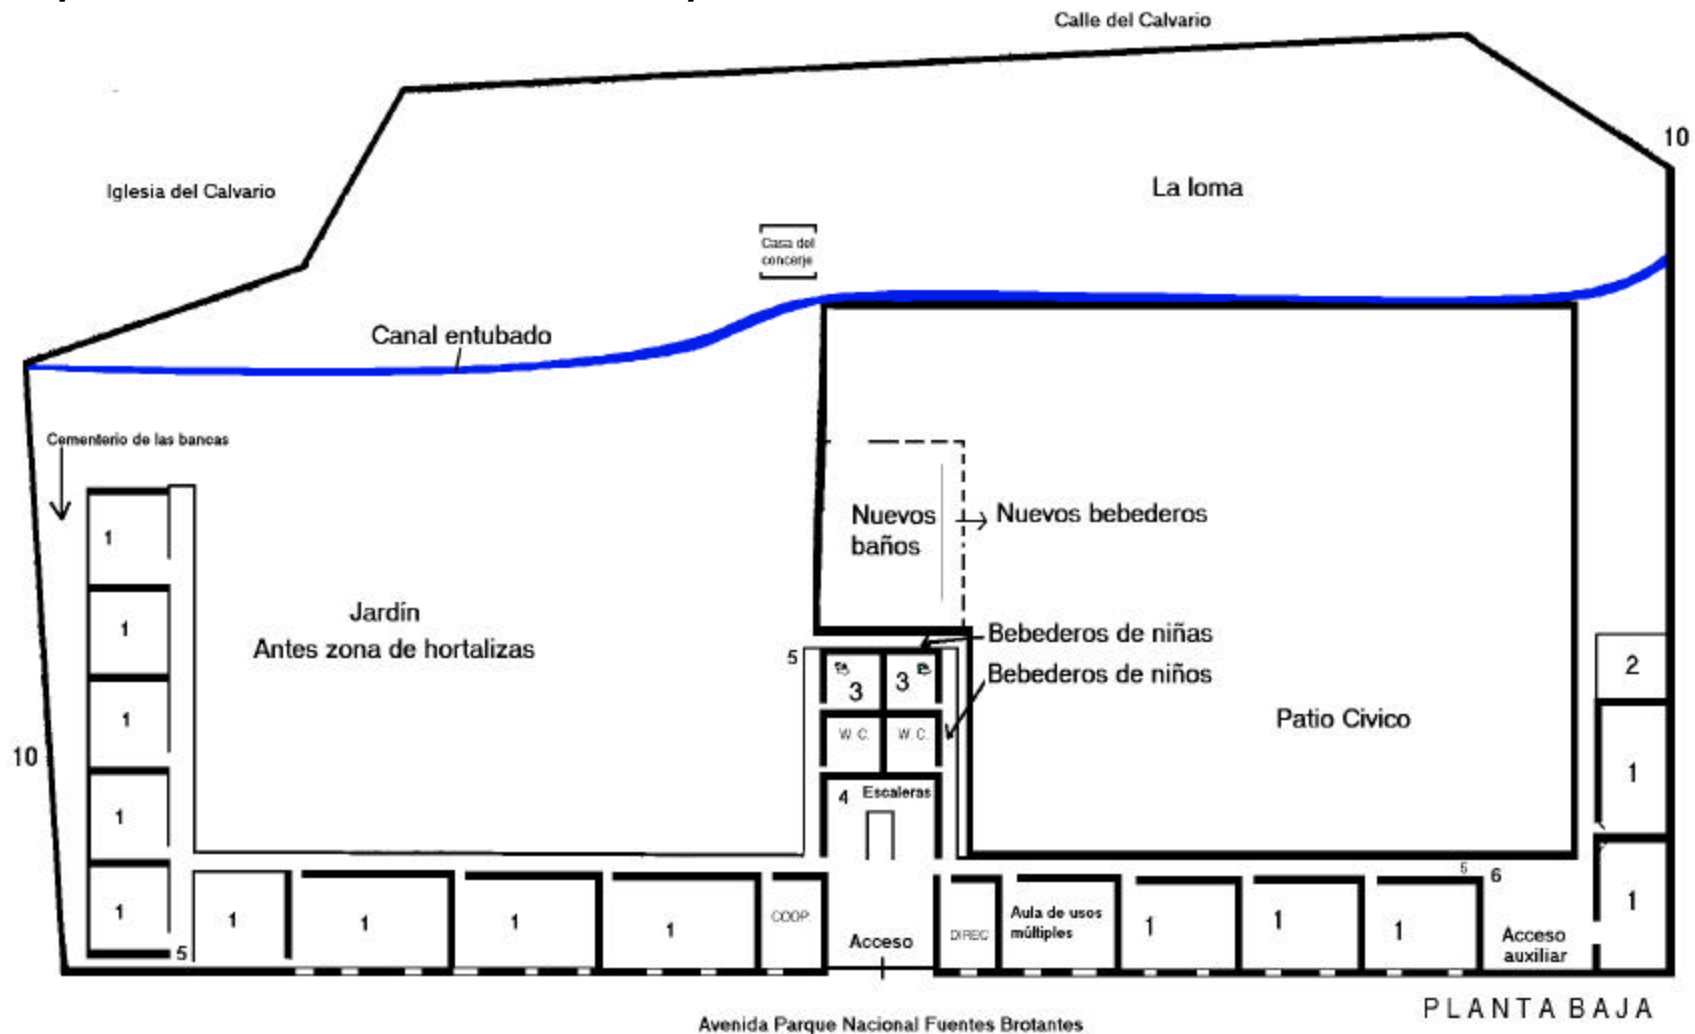 Calle del Calvario
10
Iglesia del Calvario
La loma
Casa del
concerje
Canal entubado
Cementerio de las bancas
1
Nuevos
baños
Nuevos bebederos
Jardín
Antes zona de hortalizas
1
Bebederos de niñas
Bebederos de niños
5
3
3
2
1
Patio Civico
W. C.
W. C.
10
1
4
Escaleras
1
1
5
6
1
1
1
1
1
COOP
Acceso
DIREC
Aula de usos
múltiples
1
1
1
1
Acceso
auxiliar
5
PLANTA BAJA
Avenida Parque Nacional Fuentes Brotantes